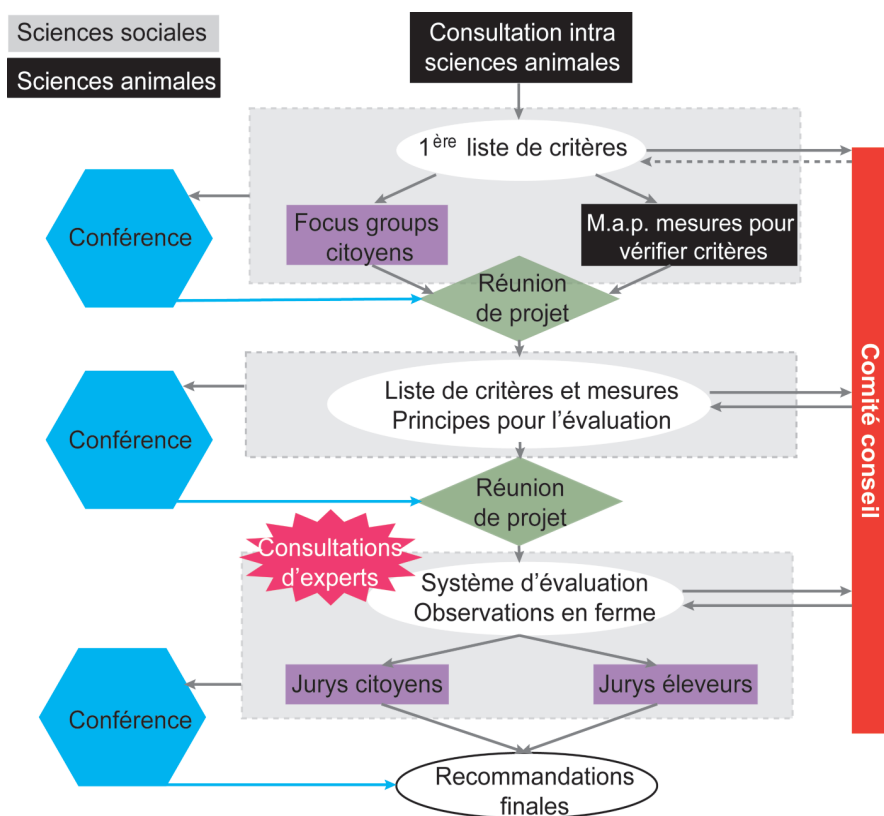 Sciences sociales
Sciences animales
Consultation intra
sciences animales
1ère liste de critères
Conférence
Focus groups
citoyens
M.a.p. mesures pour
vérifier critères
Réunion
de projet
Comité conseil
Conférence
Liste de critères et mesures
Principes pour l'évaluation
Réunion
de projet
Consultations
d'experts
Système d'évaluation
Observations en ferme
Conférence
Jurys citoyens
Jurys éleveurs
Recommandations
finales